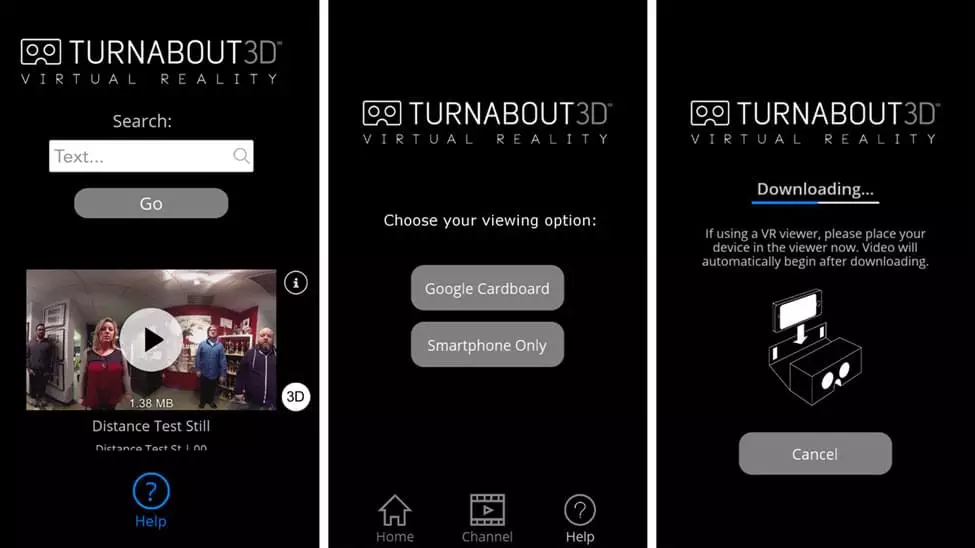 TURNABOUT3D™
VIRTUAL REALITY
Search:
Text...
Go
i
1.38 MB
3D
Distance Test Still
Distance Test St | 00
?
Help
TURNABOUT3D™
VIRTUAL REALITY
Choose your viewing option:
Google Cardboard
Smartphone Only
?
Home
Channel
Help
TURNABOUT3D™
VIRTUAL REALITY
Downloading...
If using a VR viewer, please place your
device in the viewer now. Video will
automatically begin after downloading.
Cancel